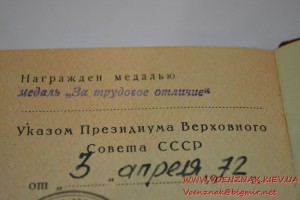 Награжден медалью
медаль „За трудовое отличие"
Указом Президиума Верховного
Совета СССР
от „ 3 " апреля 72
WWW.VOENZNAK.KIEV.UA
Voenznak@bigmir.net